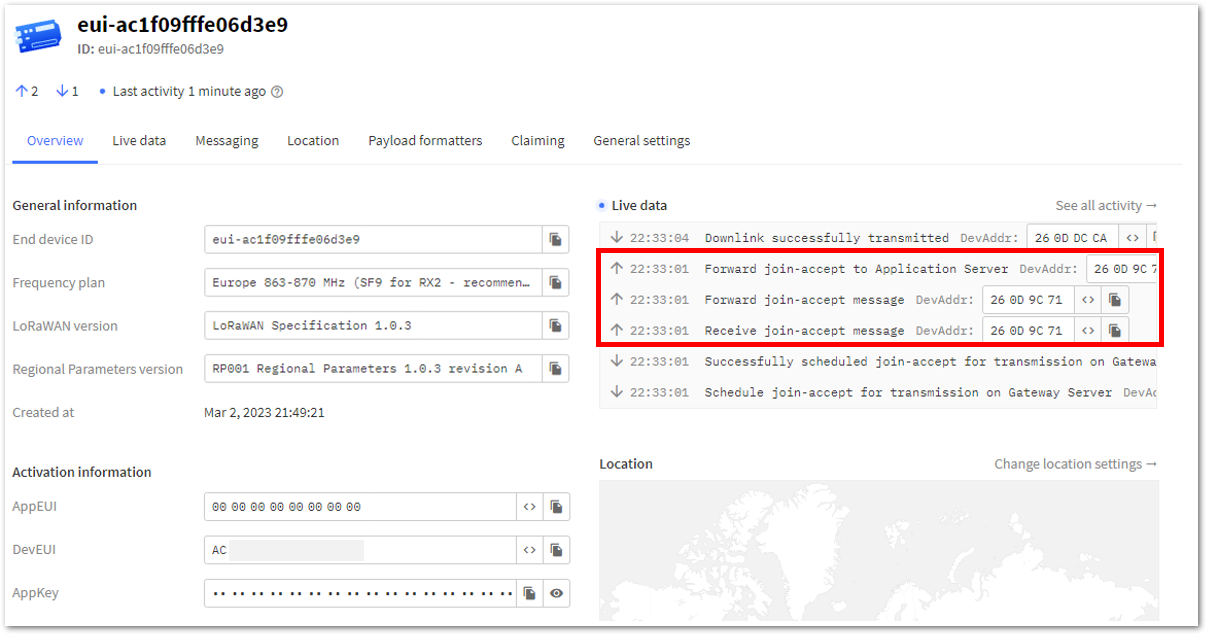 eui-ac1f09fffe06d3e9
ID: eui-ac1f09fffe06d3e9
↑ 2 ↓ 1 • Last activity 1 minute ago
Overview Live data Messaging Location Payload formatters Claiming General settings
General information
End device ID eui-ac1f09fffe06d3e9
Frequency plan Europe 863-870 MHz (SF9 for RX2 - recommen…
LoRaWAN version LoRaWAN Specification 1.0.3
Regional Parameters version RP001 Regional Parameters 1.0.3 revision A
Created at Mar 2, 2023 21:49:21
Activation information
AppEUI 00 00 00 00 00 00 00 00 <>
DevEUI AC <>
AppKey •• •• •• •• •• •• •• •• •• •• •• •• •• •• •• ••
• Live data See all activity →
↓ 22:33:04 Downlink successfully transmitted DevAddr: 26 0D DC CA <>
↑ 22:33:01 Forward join-accept to Application Server DevAddr: 26 0D 9C 7
↑ 22:33:01 Forward join-accept message DevAddr: 26 0D 9C 71 <>
↑ 22:33:01 Receive join-accept message DevAddr: 26 0D 9C 71 <>
↓ 22:33:01 Successfully scheduled join-accept for transmission on Gatewa
↓ 22:33:01 Schedule join-accept for transmission on Gateway Server DevAd
Location Change location settings →